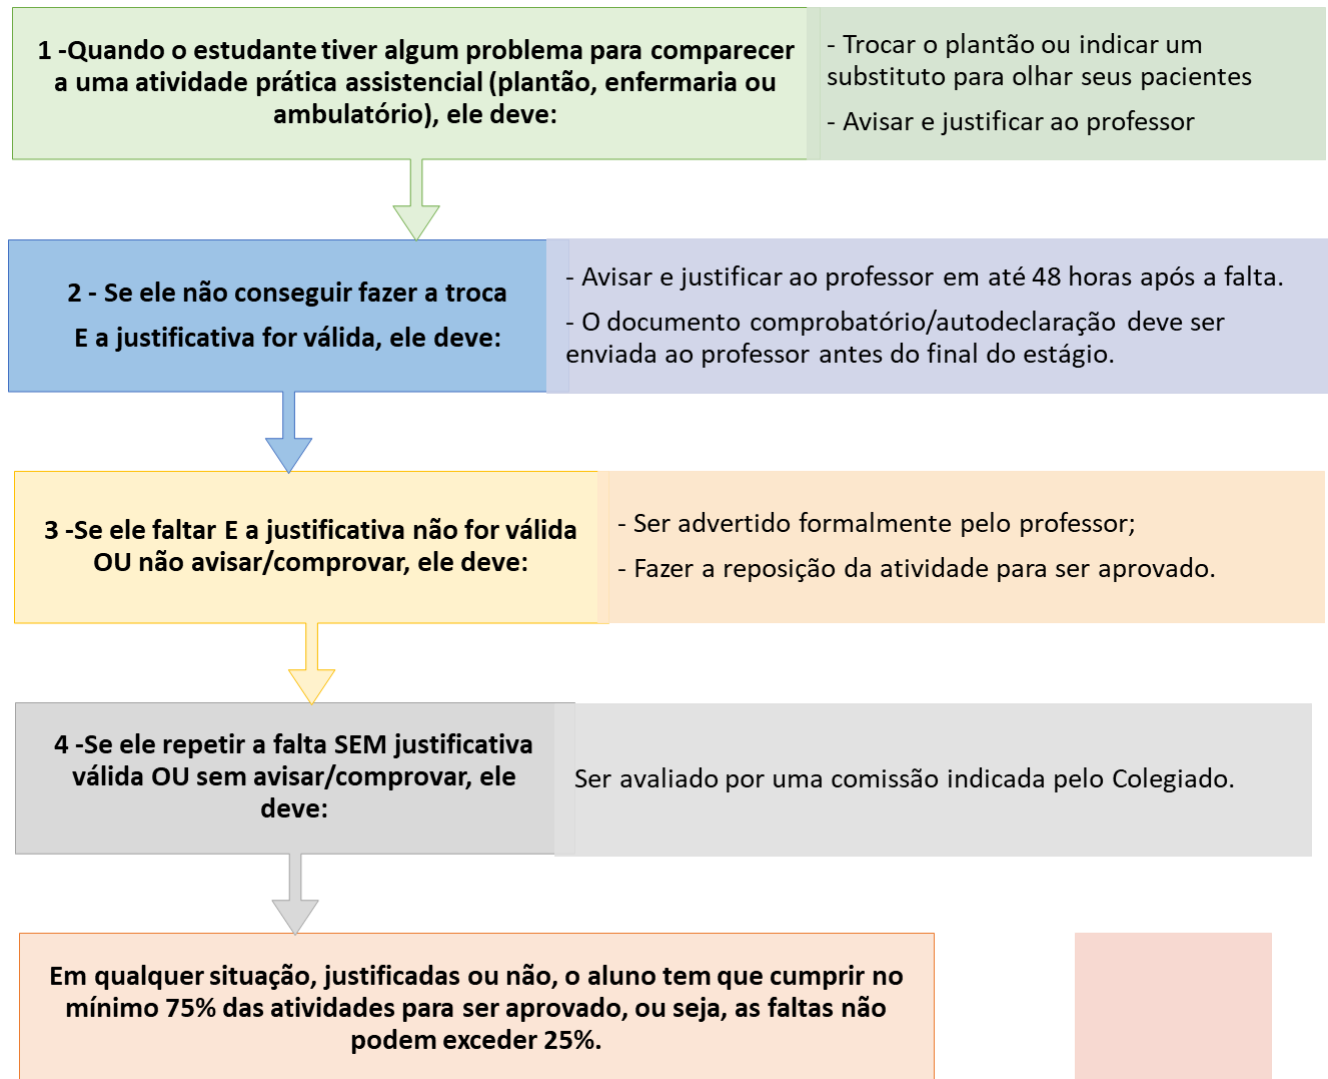 1 -Quando o estudante tiver algum problema para comparecer
a uma atividade prática assistencial (plantão, enfermaria ou
ambulatório), ele deve:
- Trocar o plantão ou indicar um
substituto para olhar seus pacientes
- Avisar e justificar ao professor
2 - Se ele não conseguir fazer a troca
E a justificativa for válida, ele deve:
- Avisar e justificar ao professor em até 48 horas após a falta.
- O documento comprobatório/autodeclaração deve ser
enviada ao professor antes do final do estágio.
3 -Se ele faltar E a justificativa não for válida
OU não avisar/comprovar, ele deve:
- Ser advertido formalmente pelo professor;
- Fazer a reposição da atividade para ser aprovado.
4 -Se ele repetir a falta SEM justificativa
válida OU sem avisar/comprovar, ele
deve:
Ser avaliado por uma comissão indicada pelo Colegiado.
Em qualquer situação, justificadas ou não, o aluno tem que cumprir no
mínimo 75% das atividades para ser aprovado, ou seja, as faltas não
podem exceder 25%.